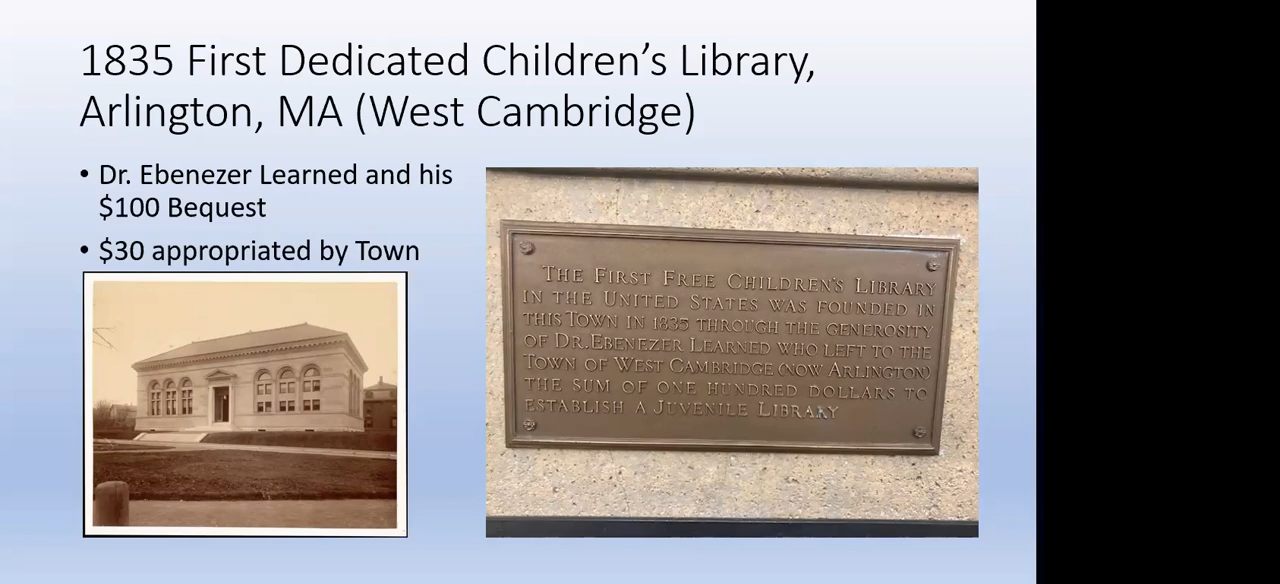 1835 First Dedicated Children's Library,
Arlington, MA (West Cambridge)
• Dr. Ebenezer Learned and his
$100 Bequest
• $30 appropriated by Town
THE FIRST FREE CHILDREN'S LIBRARY
IN THE UNITED STATES WAS FOUNDED IN
THIS TOWN IN 1835 THROUGH THE GENEROSITY
OF DR. EBENEZER LEARNED WHO LEFT TO THE
TOWN OF WEST CAMBRIDGE (NOW ARLINGTON)
THE SUM OF ONE HUNDRED DOLLARS TO
ESTABLISH A JUVENILE LIBRARY